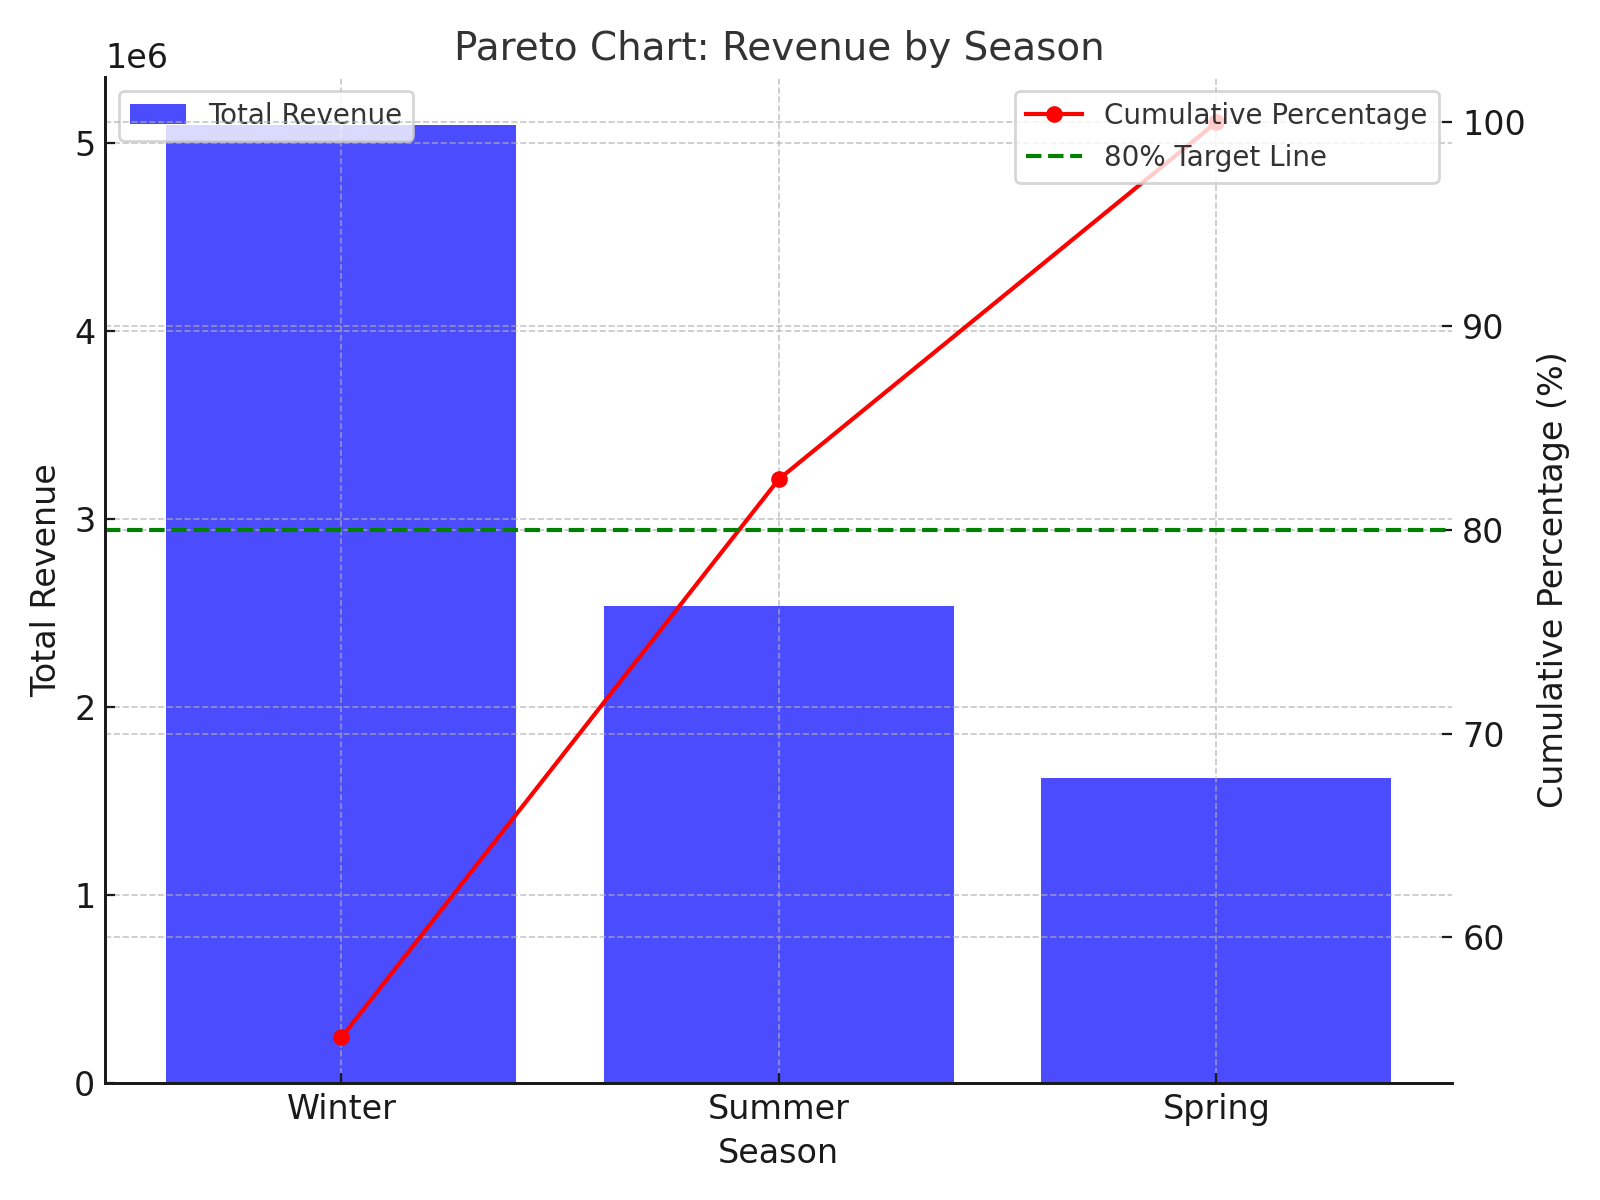 Pareto Chart: Revenue by Season
1e6
Total Revenue
Cumulative Percentage
80% Target Line
5
4
3
2
1
0
100
90
80
70
60
Total Revenue
Cumulative Percentage (%)
Winter Summer Spring
Season